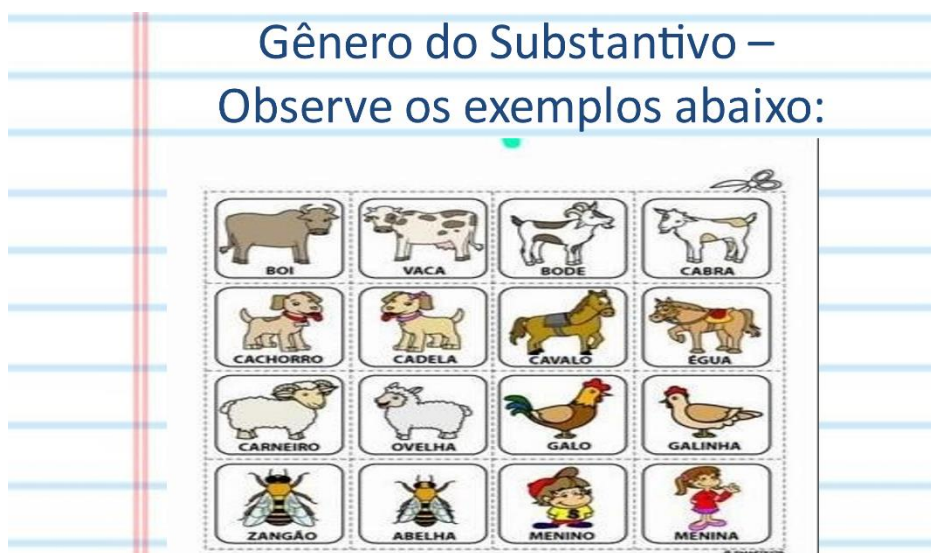 Gênero do Substantivo –
Observe os exemplos abaixo:
BOI VACA BODE CABRA
CACHORRO CADELA CAVALO ÉGUA
CARNEIRO OVELHA GALO GALINHA
ZANGÃO ABELHA MENINO MENINA